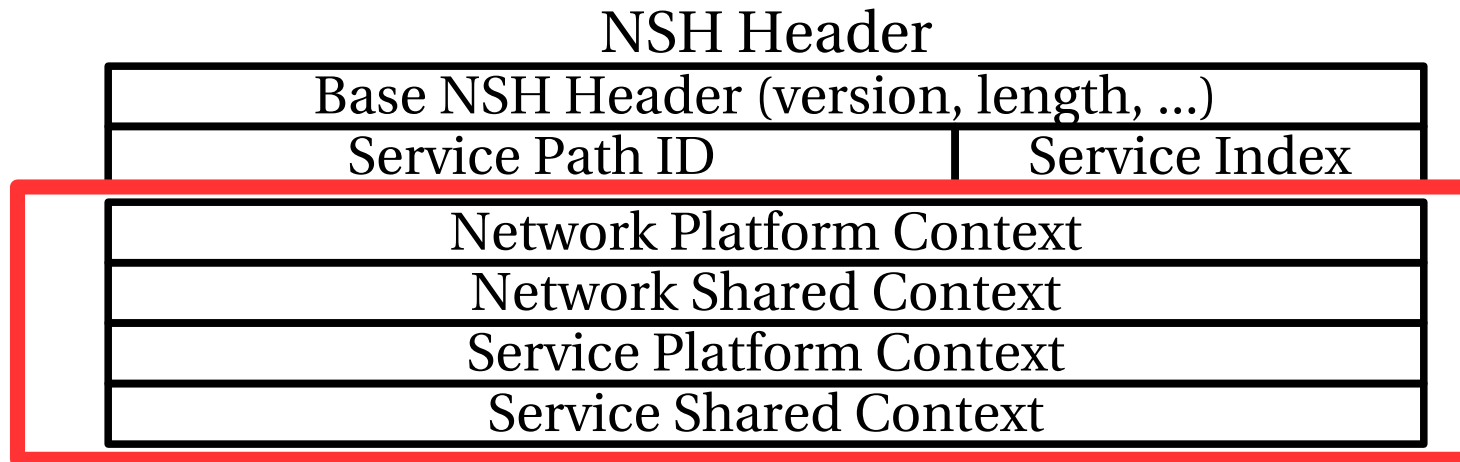 NSH Header
Base NSH Header (version, length, ...)
Service Path ID Service Index
Network Platform Context
Network Shared Context
Service Platform Context
Service Shared Context